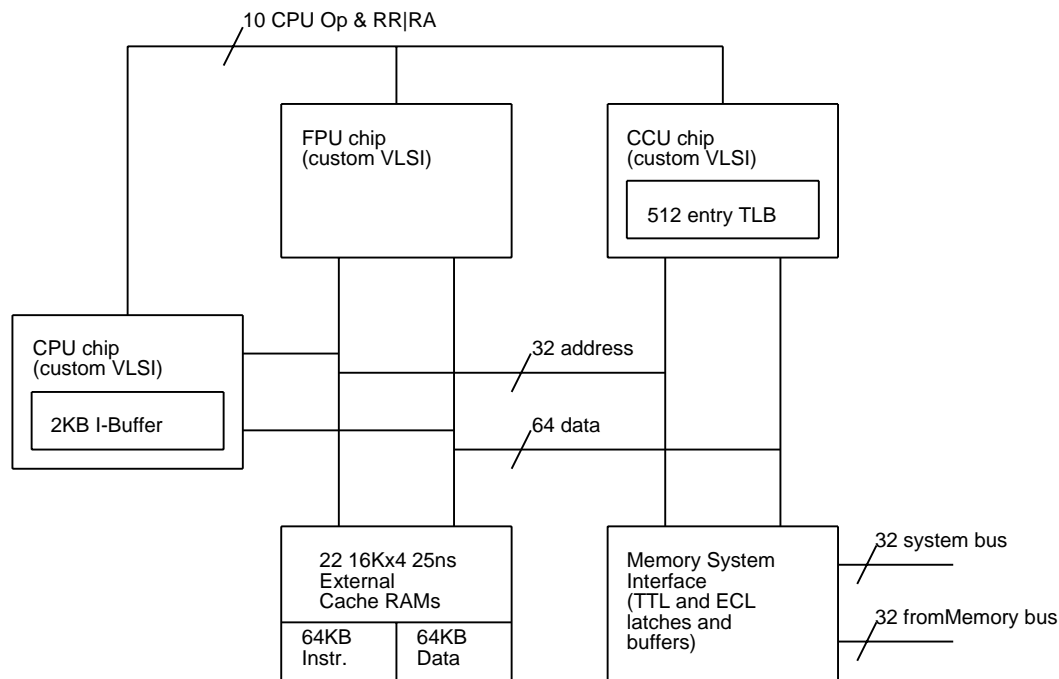 10 CPU Op & RR|RA
FPU chip
(custom VLSI)
CCU chip
(custom VLSI)
512 entry TLB
CPU chip
(custom VLSI)
2KB I-Buffer
32 address
64 data
22 16Kx4 25ns
External
Cache RAMs
64KB
Instr.
64KB
Data
Memory System
Interface
(TTL and ECL
latches and
buffers)
32 system bus
32 fromMemory bus